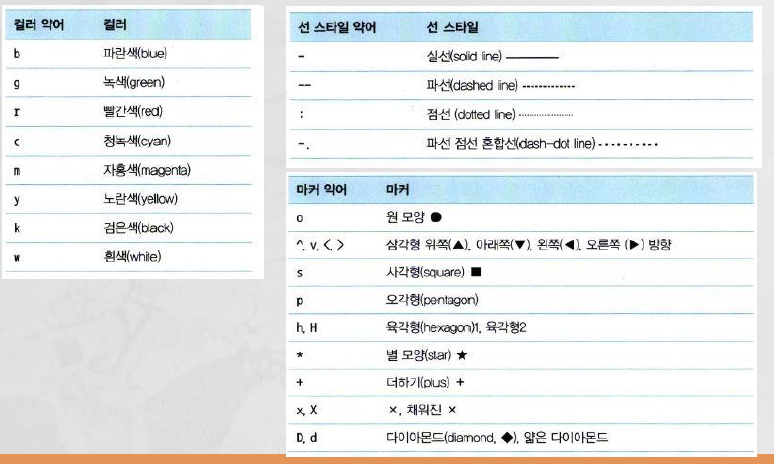 컬러 약어 컬러
b 파란색(blue)
g 녹색(green)
r 빨간색(red)
c 청녹색(cyan)
m 자홍색(magenta)
y 노란색(yellow)
k 검은색(black)
w 흰색(white)
선 스타일 약어 선 스타일
- 실선(solid line)
-- 파선(dashed line)
: 점선 (dotted line)
-. 파선 점선 혼합선(dash-dot line)
마커 약어 마커
o 원 모양 ●
^, v, <, > 삼각형 위쪽(▲), 아래쪽(▼), 왼쪽(◀), 오른쪽 (▶) 방향
s 사각형(square) ■
p 오각형(pentagon)
h, H 육각형(hexagon)1, 육각형2
* 별 모양(star) ★
+ 더하기(plus) +
x, X ×, 채워진 ×
D, d 다이아몬드(diamond, ◆), 얇은 다이아몬드